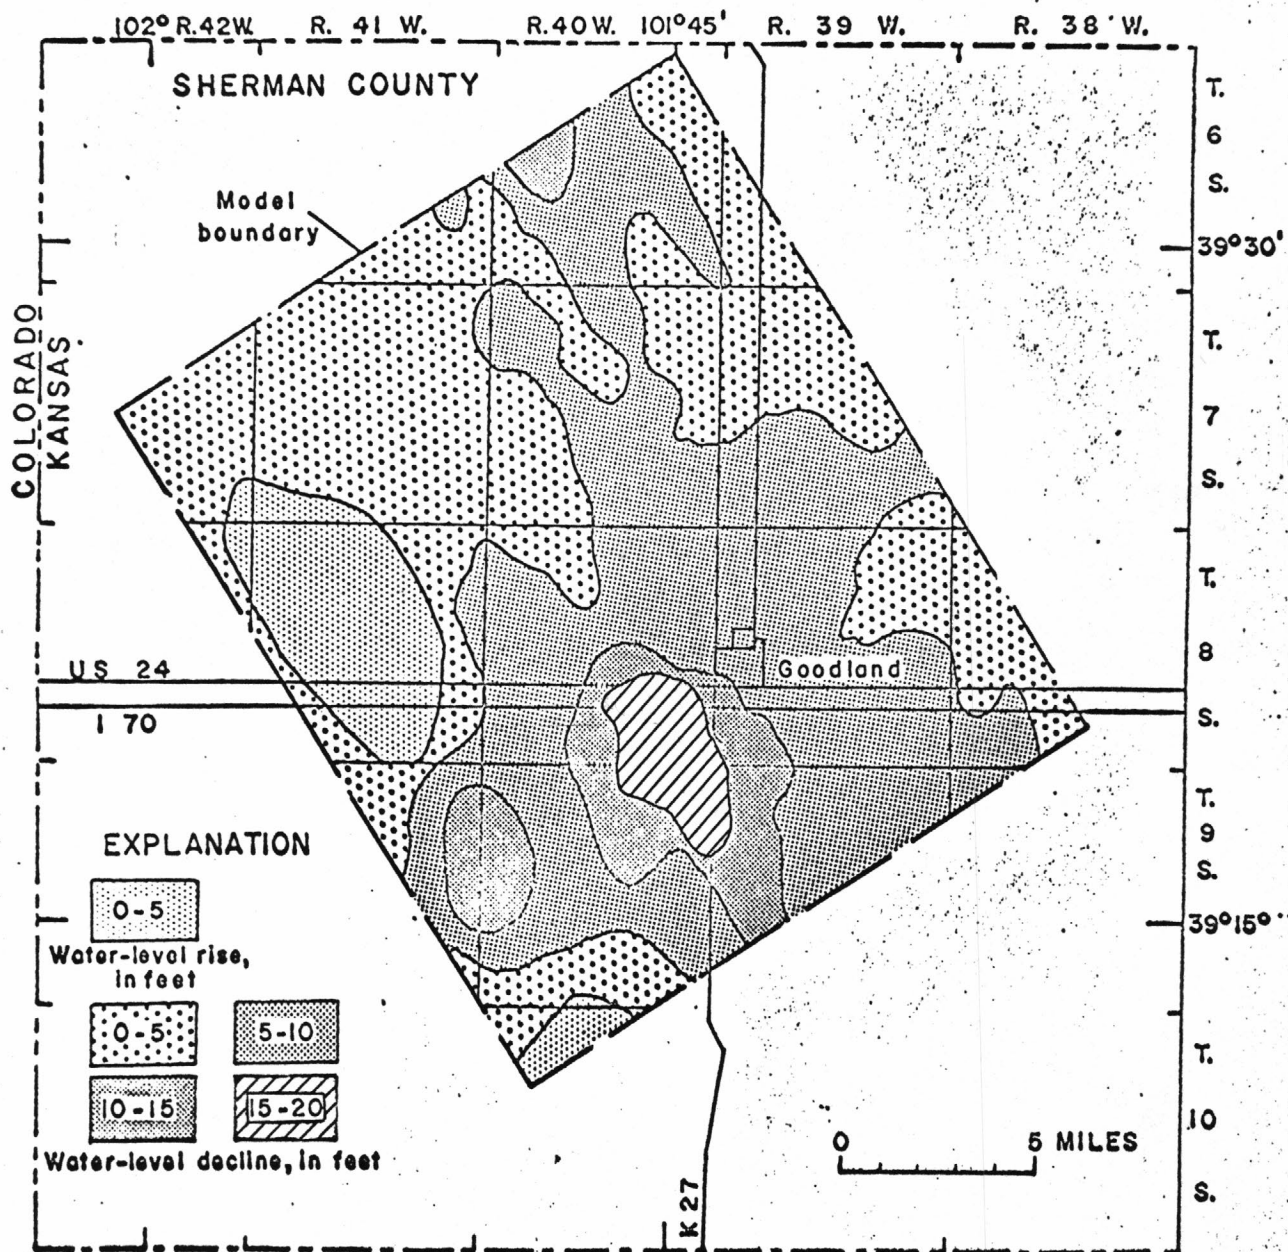 102° R.42W. R. 41 W. R.40W. 101°45' R. 39 W. R. 38 W.
SHERMAN COUNTY
T.
6
S.
Model
boundary
39°30'
COLORADO
KANSAS
T.
7
S.
T.
8
S.
US 24
Goodland
I 70
T.
9
S.
EXPLANATION
0-5
Water-level rise,
in feet
39°15'
0-5
5-10
10-15
15-20
Water-level decline, in feet
T.
10
S.
0 5 MILES
K27